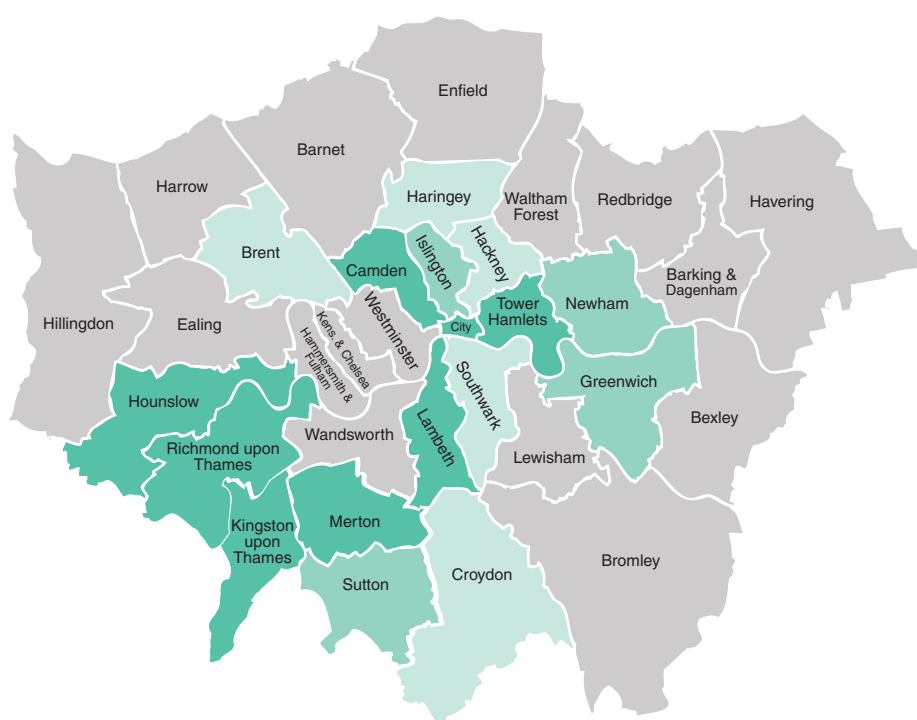 Enfield
Barnet
Harrow
Haringey
Waltham
Forest
Redbridge
Havering
Brent
Camden
Islington
Hackney
Barking &
Dagenham
Hillingdon
Ealing
Newham
Tower
Hamlets
City
Westminster
Kens. & Chelsea
Hammersmith &
Fulham
Hounslow
Greenwich
Bexley
Southwark
Lambeth
Wandsworth
Lewisham
Richmond upon
Thames
Kingston
upon
Thames
Merton
Sutton
Croydon
Bromley